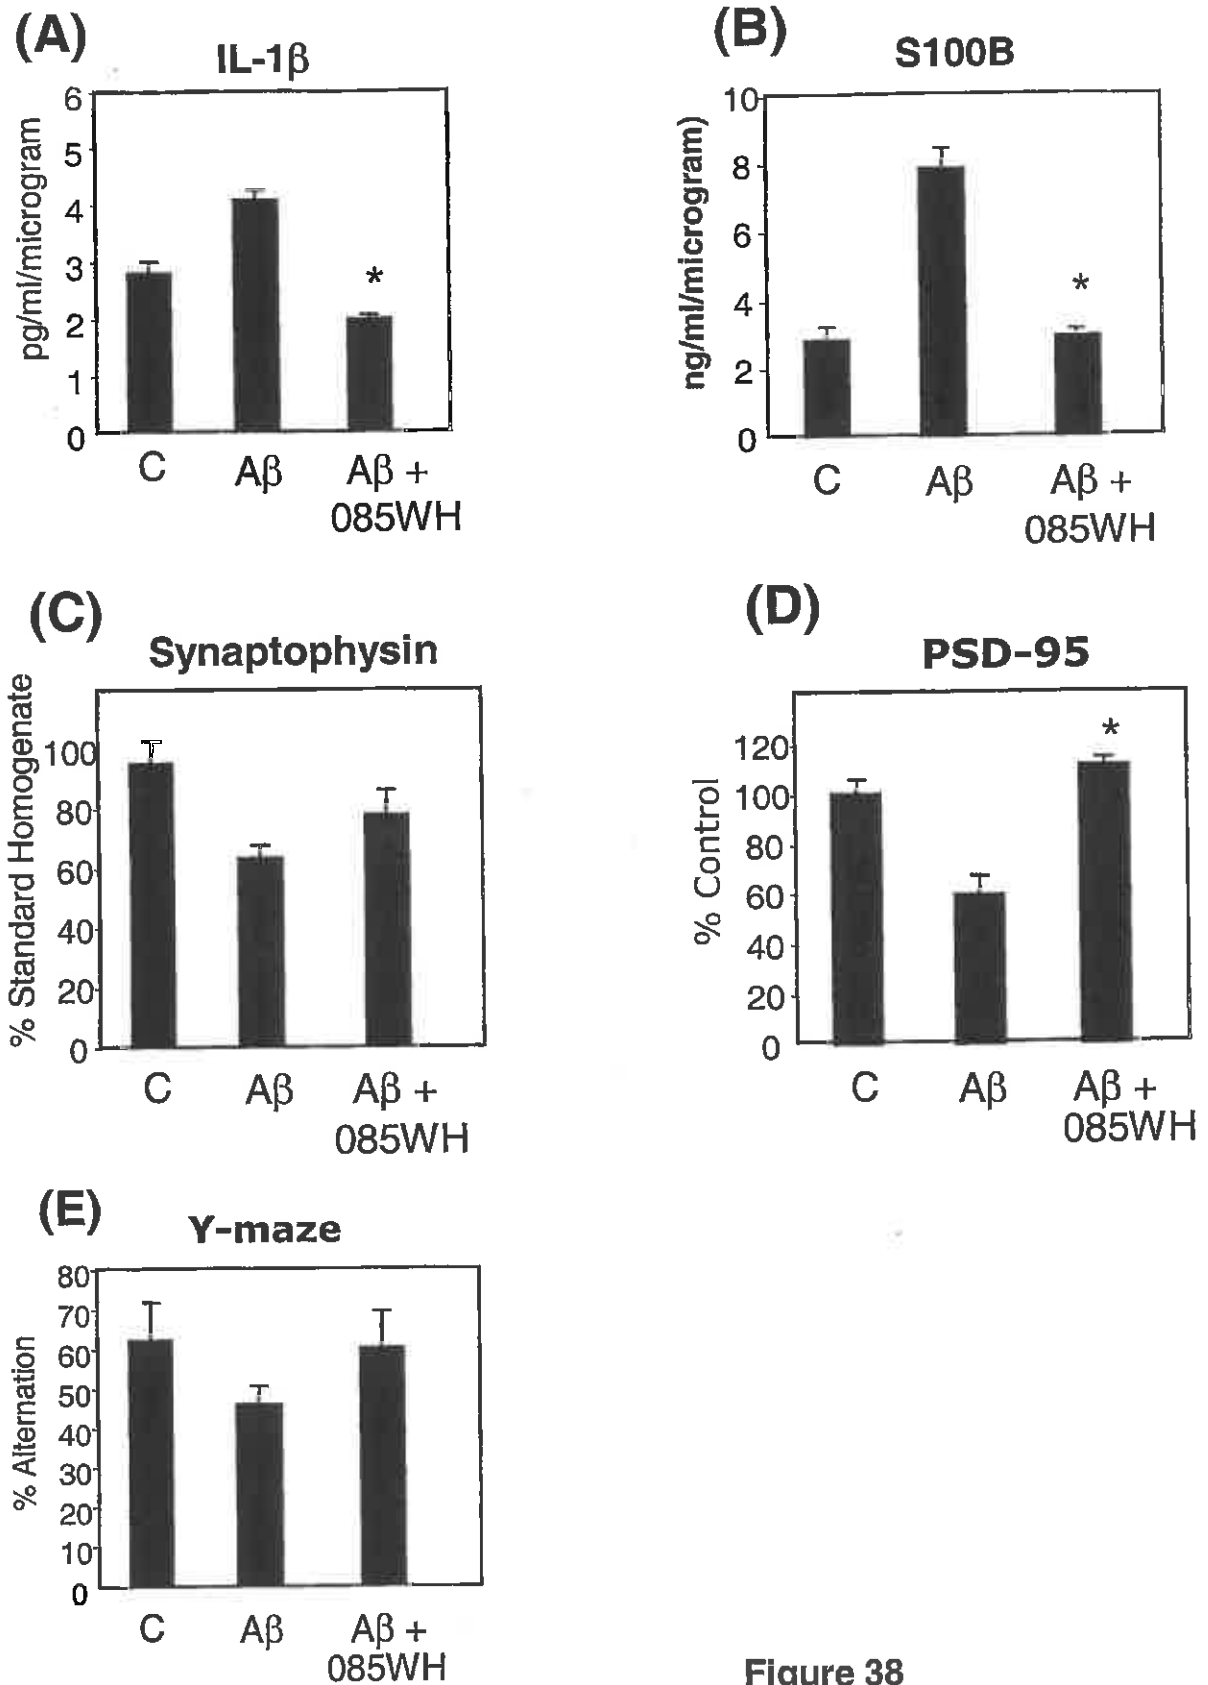 (A)
IL-1β
pg/ml/microgram
6
5
4
3
2
1
0
*
C
Aβ
Aβ +
085WH
(B)
S100B
ng/ml/microgram)
10
8
6
4
2
0
*
C
Aβ
Aβ +
085WH
(C)
Synaptophysin
% Standard Homogenate
100
80
60
40
20
0
C
Aβ
Aβ +
085WH
(D)
PSD-95
% Control
120
100
80
60
40
20
0
*
C
Aβ
Aβ +
085WH
(E)
Y-maze
% Alternation
80
70
60
50
40
30
20
10
0
C
Aβ
Aβ +
085WH
Figure 38